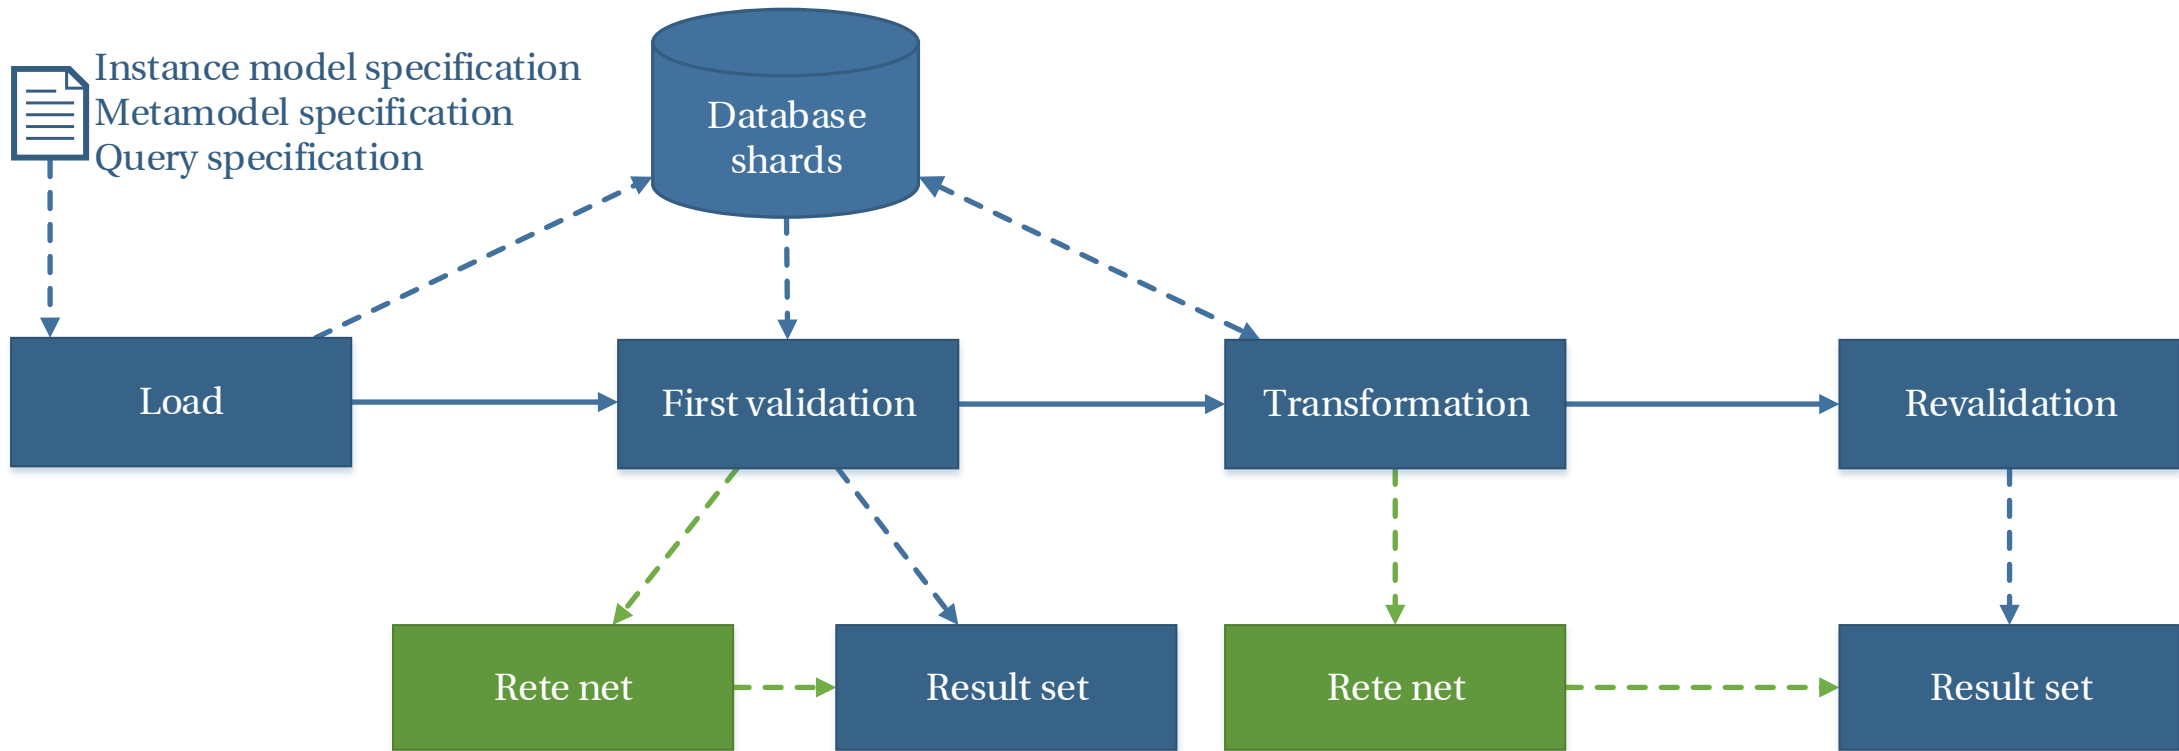 Instance model specification
Metamodel specification
Query specification
Database
shards
Load
First validation
Transformation
Revalidation
Rete net
Result set
Rete net
Result set